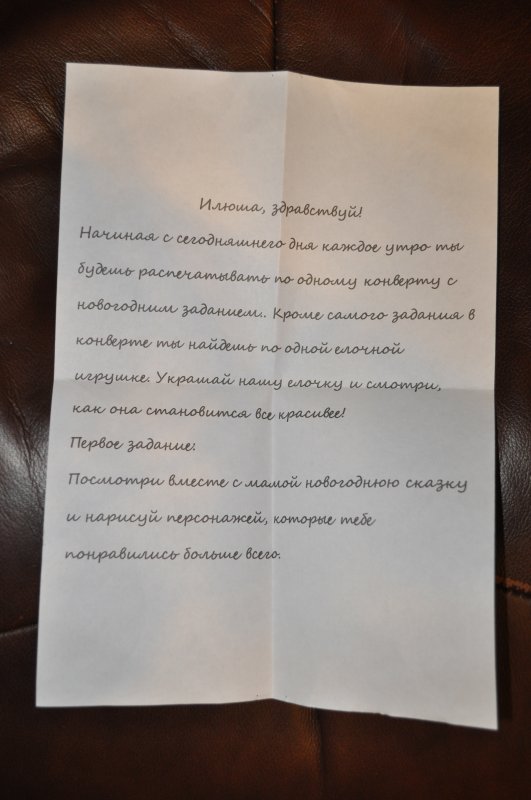 Илюша, здравствуй!
Начиная с сегодняшнего дня каждое утро ты
будешь распечатывать по одному конверту с
новогодним заданием.. Кроме самого задания в
конверте ты найдешь по одной елочной
игрушке. Украшай нашу елочку и смотри,
как она становится все красивее!
Первое задание:
Посмотри вместе с мамой новогоднюю сказку
и нарисуй персонажей, которые тебе
понравились больше всего.